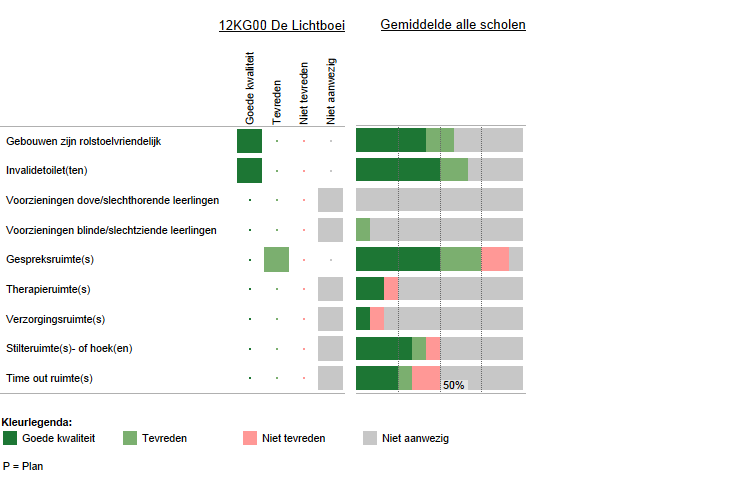 12KG00 De Lichtboei
Gemiddelde alle scholen
Goede kwaliteit
Tevreden
Niet tevreden
Niet aanwezig
Gebouwen zijn rolstoelvriendelijk
Invalidetoilet(ten)
Voorzieningen dove/slechthorende leerlingen
Voorzieningen blinde/slechtziende leerlingen
Gespreksruimte(s)
Therapieruimte(s)
Verzorgingsruimte(s)
Stilteruimte(s)- of hoek(en)
Time out ruimte(s)
50%
Kleurlegenda:
Goede kwaliteit
Tevreden
Niet tevreden
Niet aanwezig
P = Plan